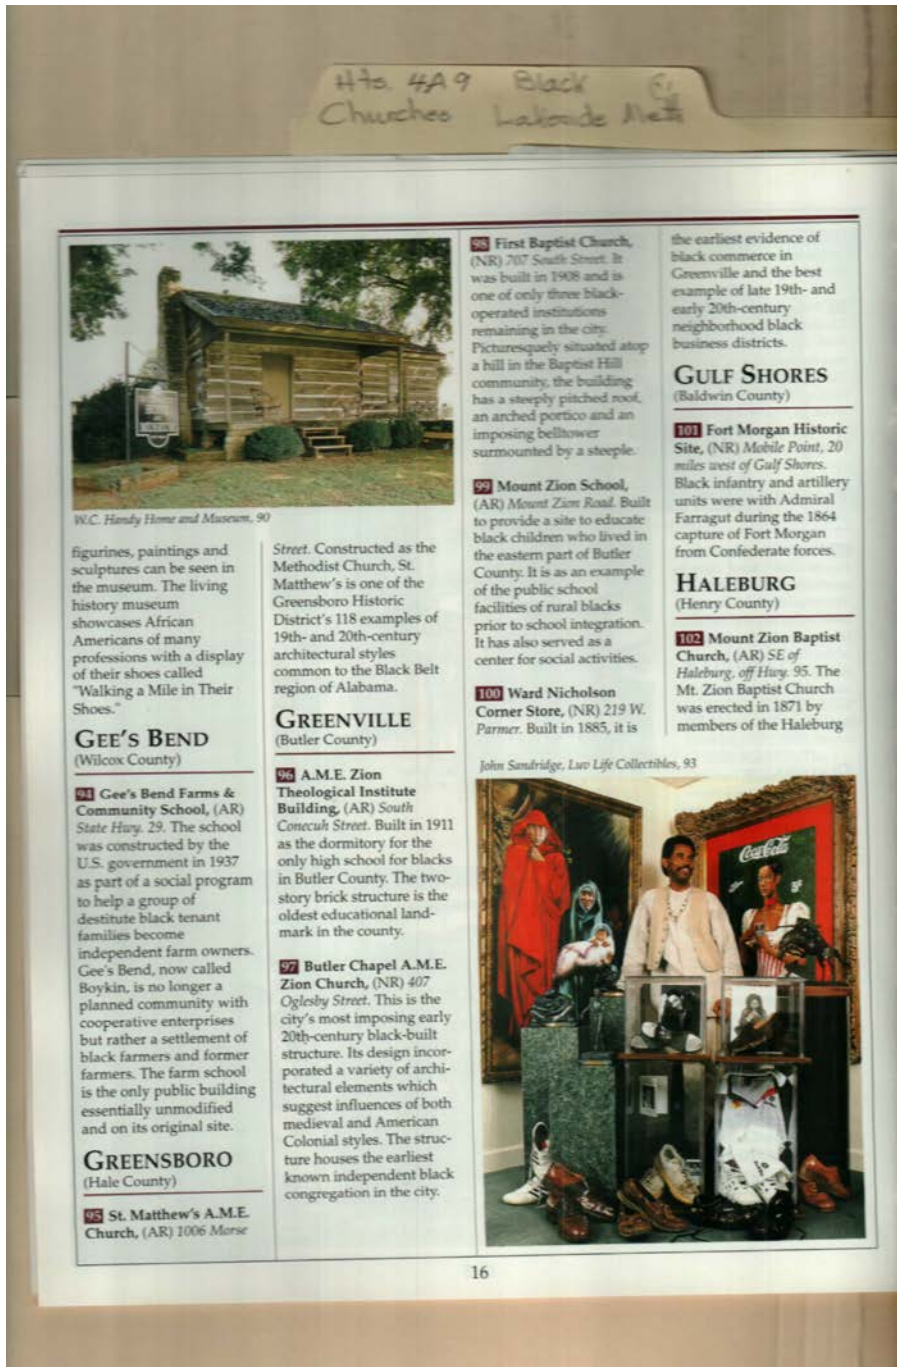 Hts. 4A9 Black
Churches Lakeside Meth
W.C. Handy Home and Museum, 90
figurines, paintings and
sculptures can be seen in
the museum. The living
history museum
showcases African
Americans of many
professions with a display
of their shoes called
"Walking a Mile in Their
Shoes."
GEE'S BEND
(Wilcox County)
94 Gee's Bend Farms &
Community School, (AR)
State Hwy. 29. The school
was constructed by the
U.S. government in 1937
as part of a social program
to help a group of
destitute black tenant
families become
independent farm owners.
Gee's Bend, now called
Boykin, is no longer a
planned community with
cooperative enterprises
but rather a settlement of
black farmers and former
farmers. The farm school
is the only public building
essentially unmodified
and on its original site.
GREENSBORO
(Hale County)
95 St. Matthew's A.M.E.
Church, (AR) 1006 Morse
Street. Constructed as the
Methodist Church, St.
Matthew's is one of the
Greensboro Historic
District's 118 examples of
19th- and 20th-century
architectural styles
common to the Black Belt
region of Alabama.
GREENVILLE
(Butler County)
96 A.M.E. Zion
Theological Institute
Building, (AR) South
Conecuh Street. Built in 1911
as the dormitory for the
only high school for blacks
in Butler County. The two-
story brick structure is the
oldest educational land-
mark in the county.
97 Butler Chapel A.M.E.
Zion Church, (NR) 407
Oglesby Street. This is the
city's most imposing early
20th-century black-built
structure. Its design incor-
porated a variety of archi-
tectural elements which
suggest influences of both
medieval and American
Colonial styles. The struc-
ture houses the earliest
known independent black
congregation in the city.
98 First Baptist Church,
(NR) 707 South Street. It
was built in 1908 and is
one of only three black-
operated institutions
remaining in the city.
Picturesquely situated atop
a hill in the Baptist Hill
community, the building
has a steeply pitched roof,
an arched portico and an
imposing belltower
surmounted by a steeple.
99 Mount Zion School,
(AR) Mount Zion Road. Built
to provide a site to educate
black children who lived in
the eastern part of Butler
County. It is as an example
of the public school
facilities of rural blacks
prior to school integration.
It has also served as a
center for social activities.
100 Ward Nicholson
Corner Store, (NR) 219 W.
Parmer. Built in 1885, it is
the earliest evidence of
black commerce in
Greenville and the best
example of late 19th- and
early 20th-century
neighborhood black
business districts.
GULF SHORES
(Baldwin County)
101 Fort Morgan Historic
Site, (NR) Mobile Point, 20
miles west of Gulf Shores.
Black infantry and artillery
units were with Admiral
Farragut during the 1864
capture of Fort Morgan
from Confederate forces.
HALEBURG
(Henry County)
102 Mount Zion Baptist
Church, (AR) SE of
Haleburg, off Hwy. 95. The
Mt. Zion Baptist Church
was erected in 1871 by
members of the Haleburg
John Sandridge, Luv Life Collectibles, 93
Coca-Cola
5¢
16